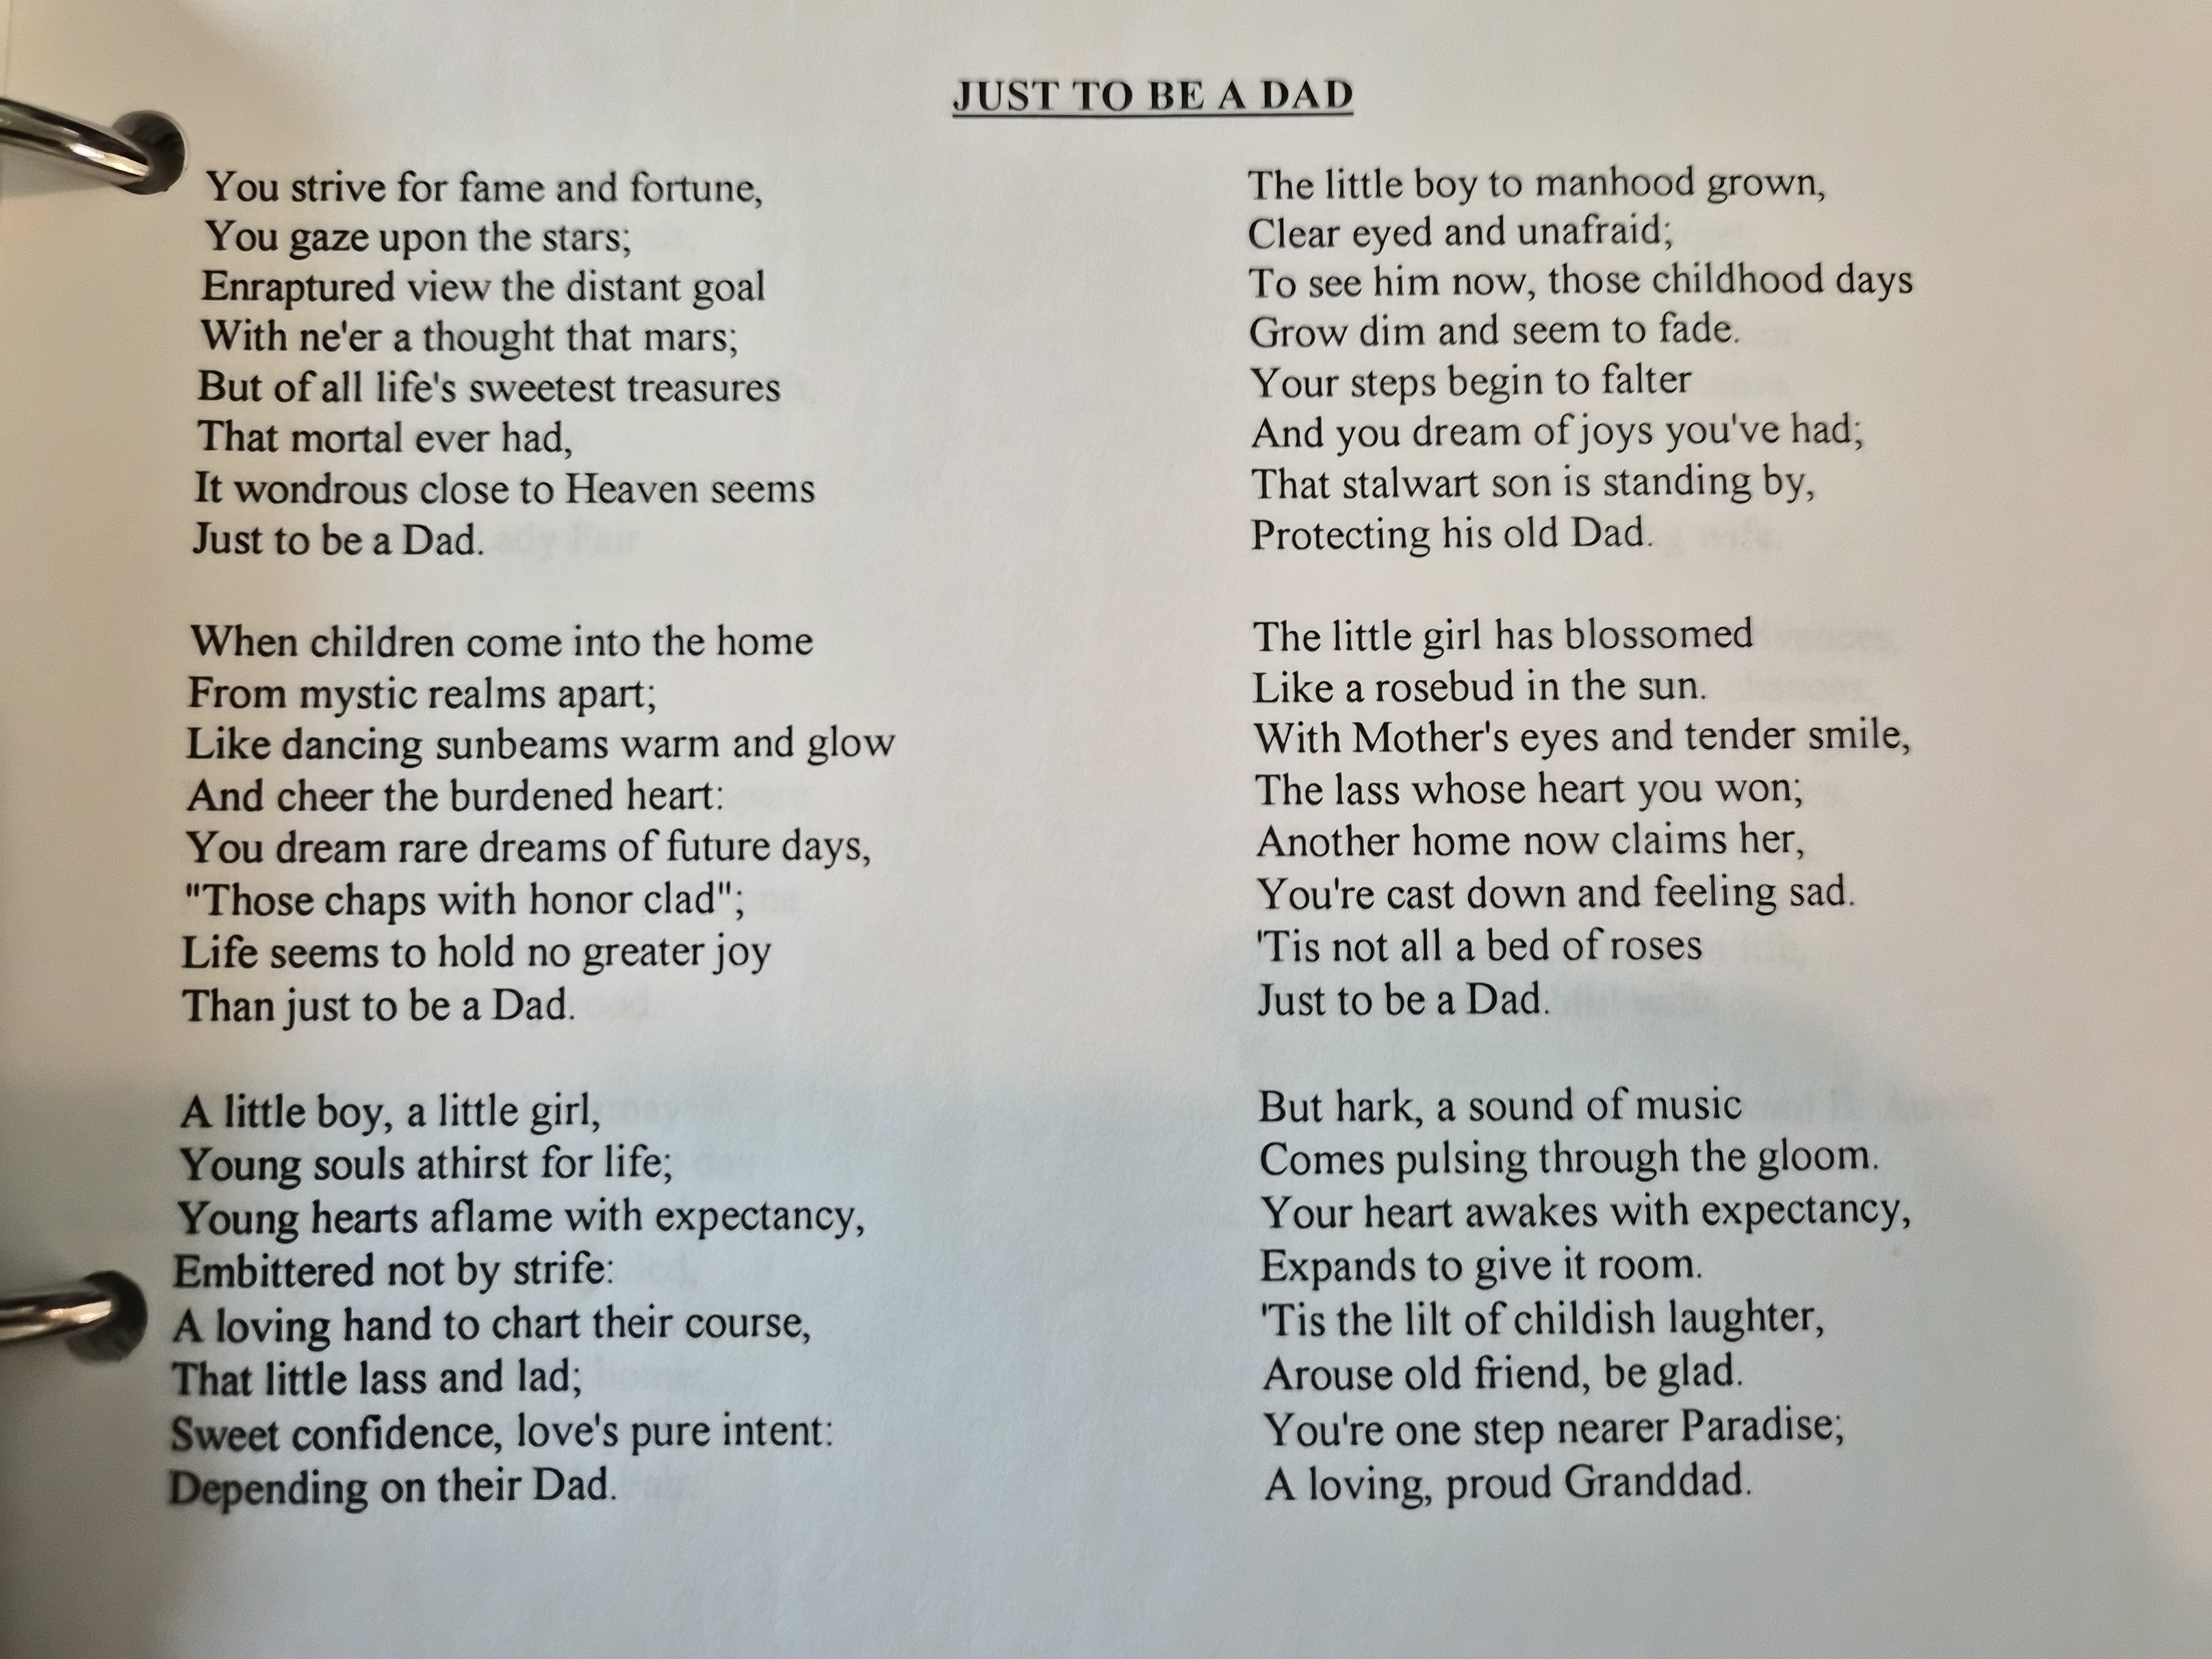 JUST TO BE A DAD
You strive for fame and fortune,
You gaze upon the stars;
Enraptured view the distant goal
With ne'er a thought that mars;
But of all life's sweetest treasures
That mortal ever had,
It wondrous close to Heaven seems
Just to be a Dad.
When children come into the home
From mystic realms apart;
Like dancing sunbeams warm and glow
And cheer the burdened heart:
You dream rare dreams of future days,
"Those chaps with honor clad";
Life seems to hold no greater joy
Than just to be a Dad.
A little boy, a little girl,
Young souls athirst for life;
Young hearts aflame with expectancy,
Embittered not by strife:
A loving hand to chart their course,
That little lass and lad;
Sweet confidence, love's pure intent:
Depending on their Dad.
The little boy to manhood grown,
Clear eyed and unafraid;
To see him now, those childhood days
Grow dim and seem to fade.
Your steps begin to falter
And you dream of joys you've had;
That stalwart son is standing by,
Protecting his old Dad.
The little girl has blossomed
Like a rosebud in the sun.
With Mother's eyes and tender smile,
The lass whose heart you won;
Another home now claims her,
You're cast down and feeling sad.
'Tis not all a bed of roses
Just to be a Dad.
But hark, a sound of music
Comes pulsing through the gloom.
Your heart awakes with expectancy,
Expands to give it room.
'Tis the lilt of childish laughter,
Arouse old friend, be glad.
You're one step nearer Paradise;
A loving, proud Granddad.